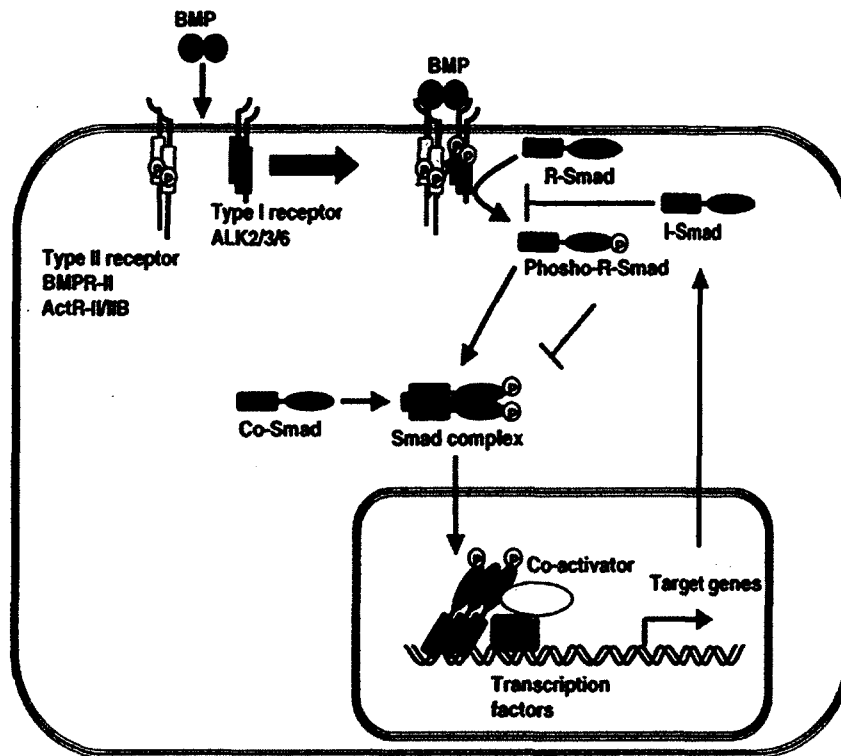 BMP
BMP
P
P
P
P
R-Smad
Type I receptor
ALK2/3/6
I-Smad
P
Type II receptor
BMPR-II
ActR-II/IIB
Phosho-R-Smad
P
P
Co-Smad
Smad complex
P
P
Co-activator
Target genes
Transcription
factors